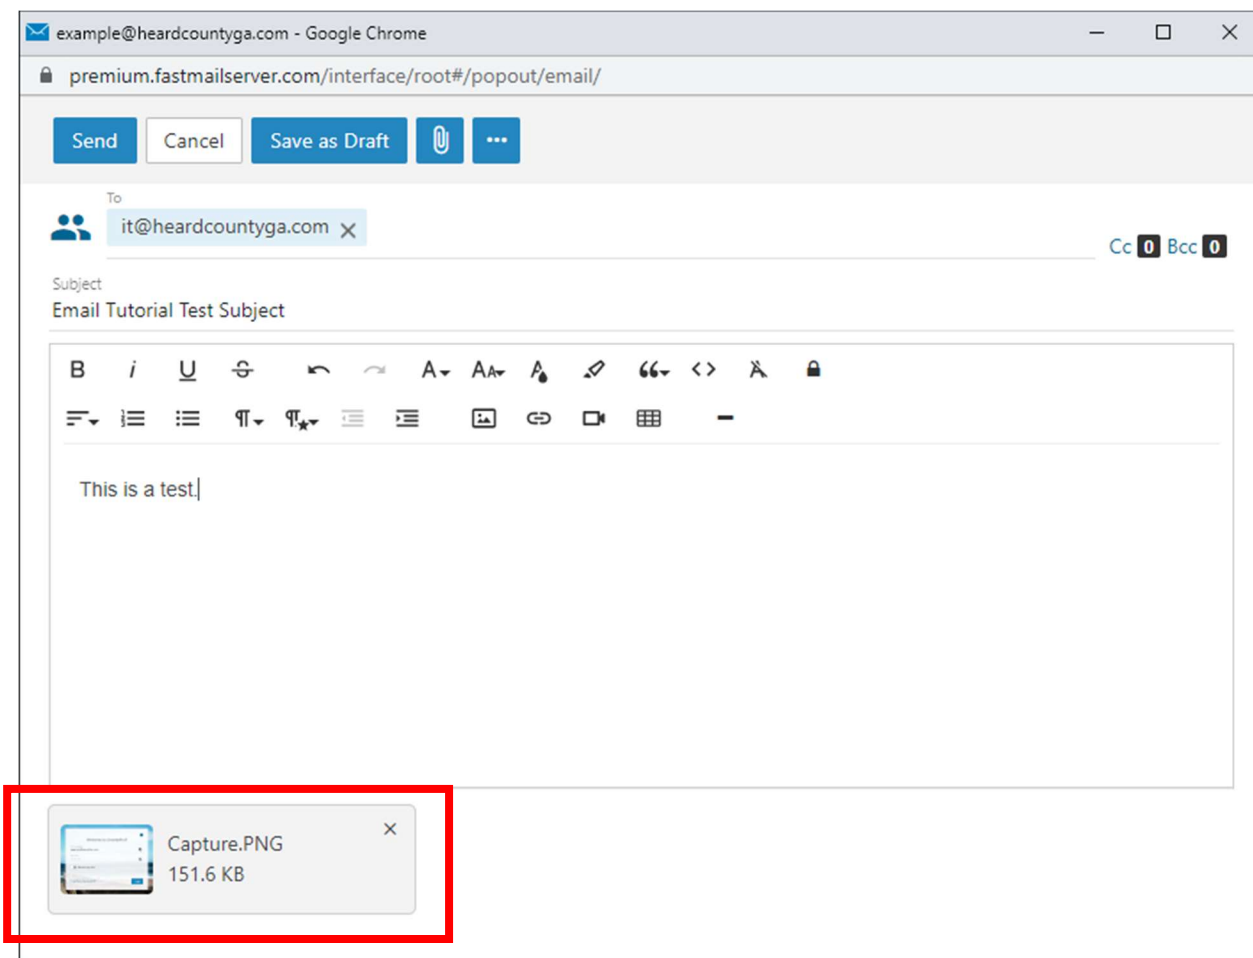 example@heardcountyga.com - Google Chrome
premium.fastmailserver.com/interface/root#/popout/email/
Send Cancel Save as Draft
To
it@heardcountyga.com
Cc 0 Bcc 0
Subject
Email Tutorial Test Subject
This is a test.
Capture.PNG
151.6 KB